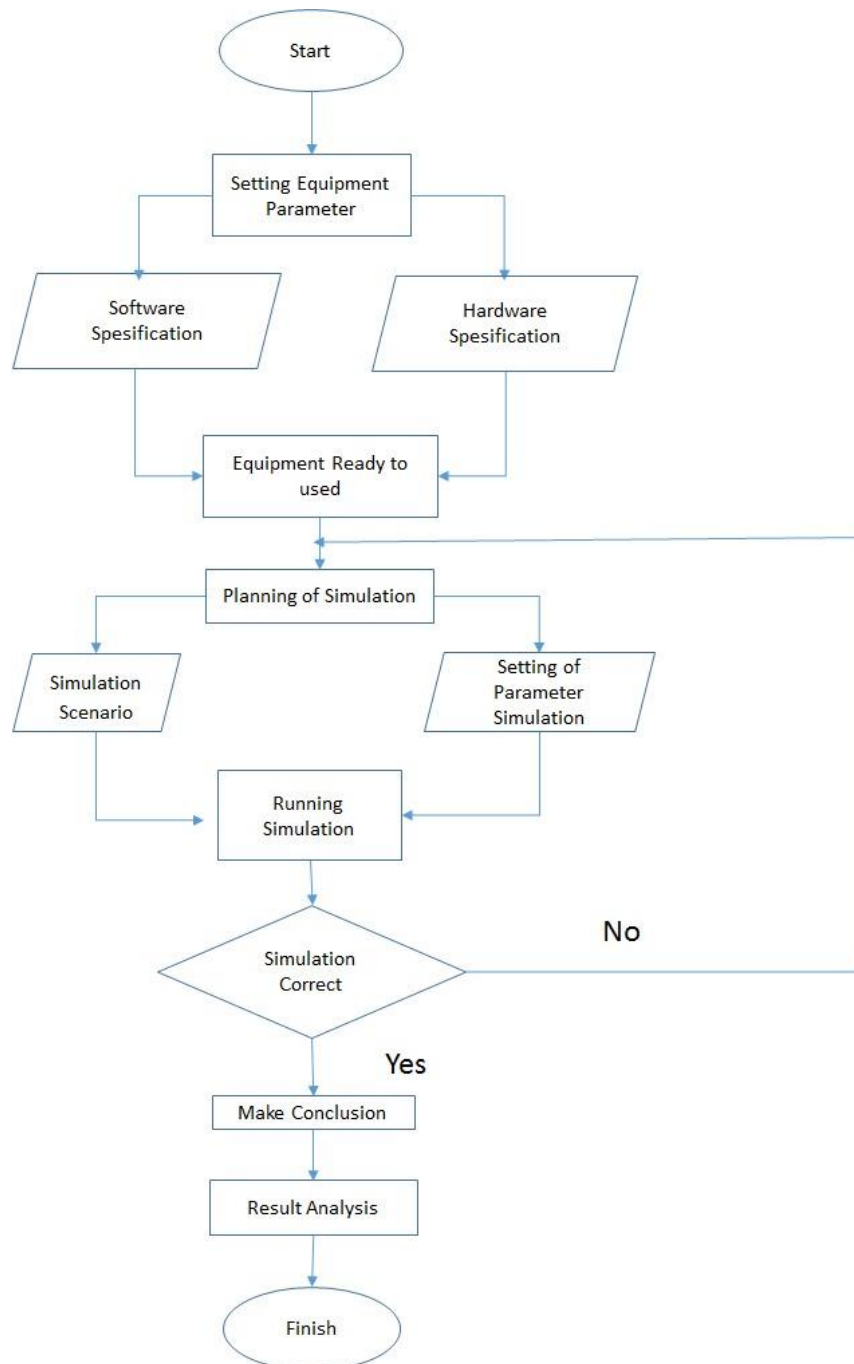 Start
Setting Equipment
Parameter
Software
Spesification
Hardware
Spesification
Equipment Ready to
used
Planning of Simulation
Simulation
Scenario
Setting of
Parameter
Simulation
Running
Simulation
Simulation
Correct
No
Yes
Make Conclusion
Result Analysis
Finish